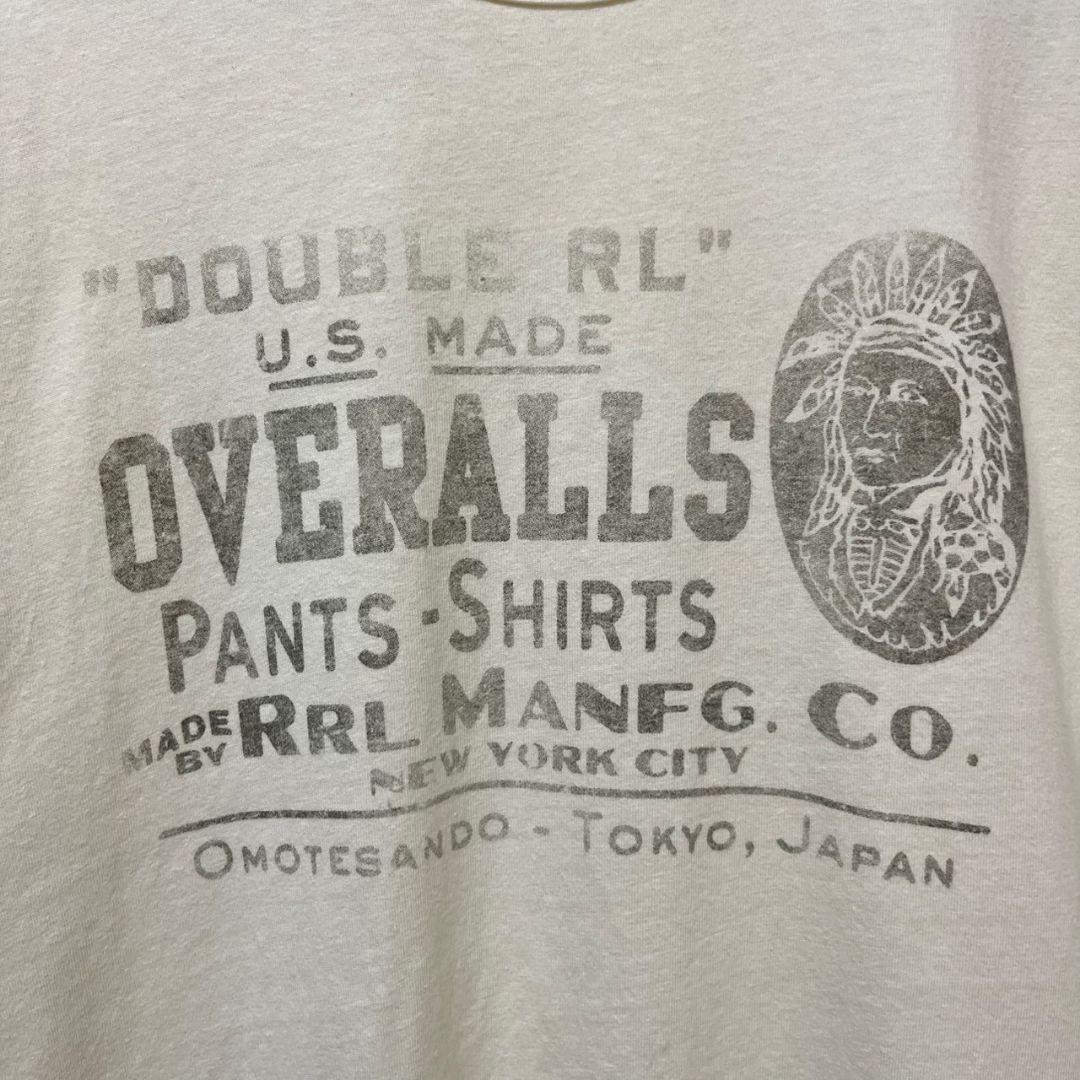 "DOUBLE RL"
U.S. MADE
OVERALLS
PANTS - SHIRTS
MADE BY RRL MANFG. CO.
NEW YORK CITY
OMOTESANDO - TOKYO, JAPAN